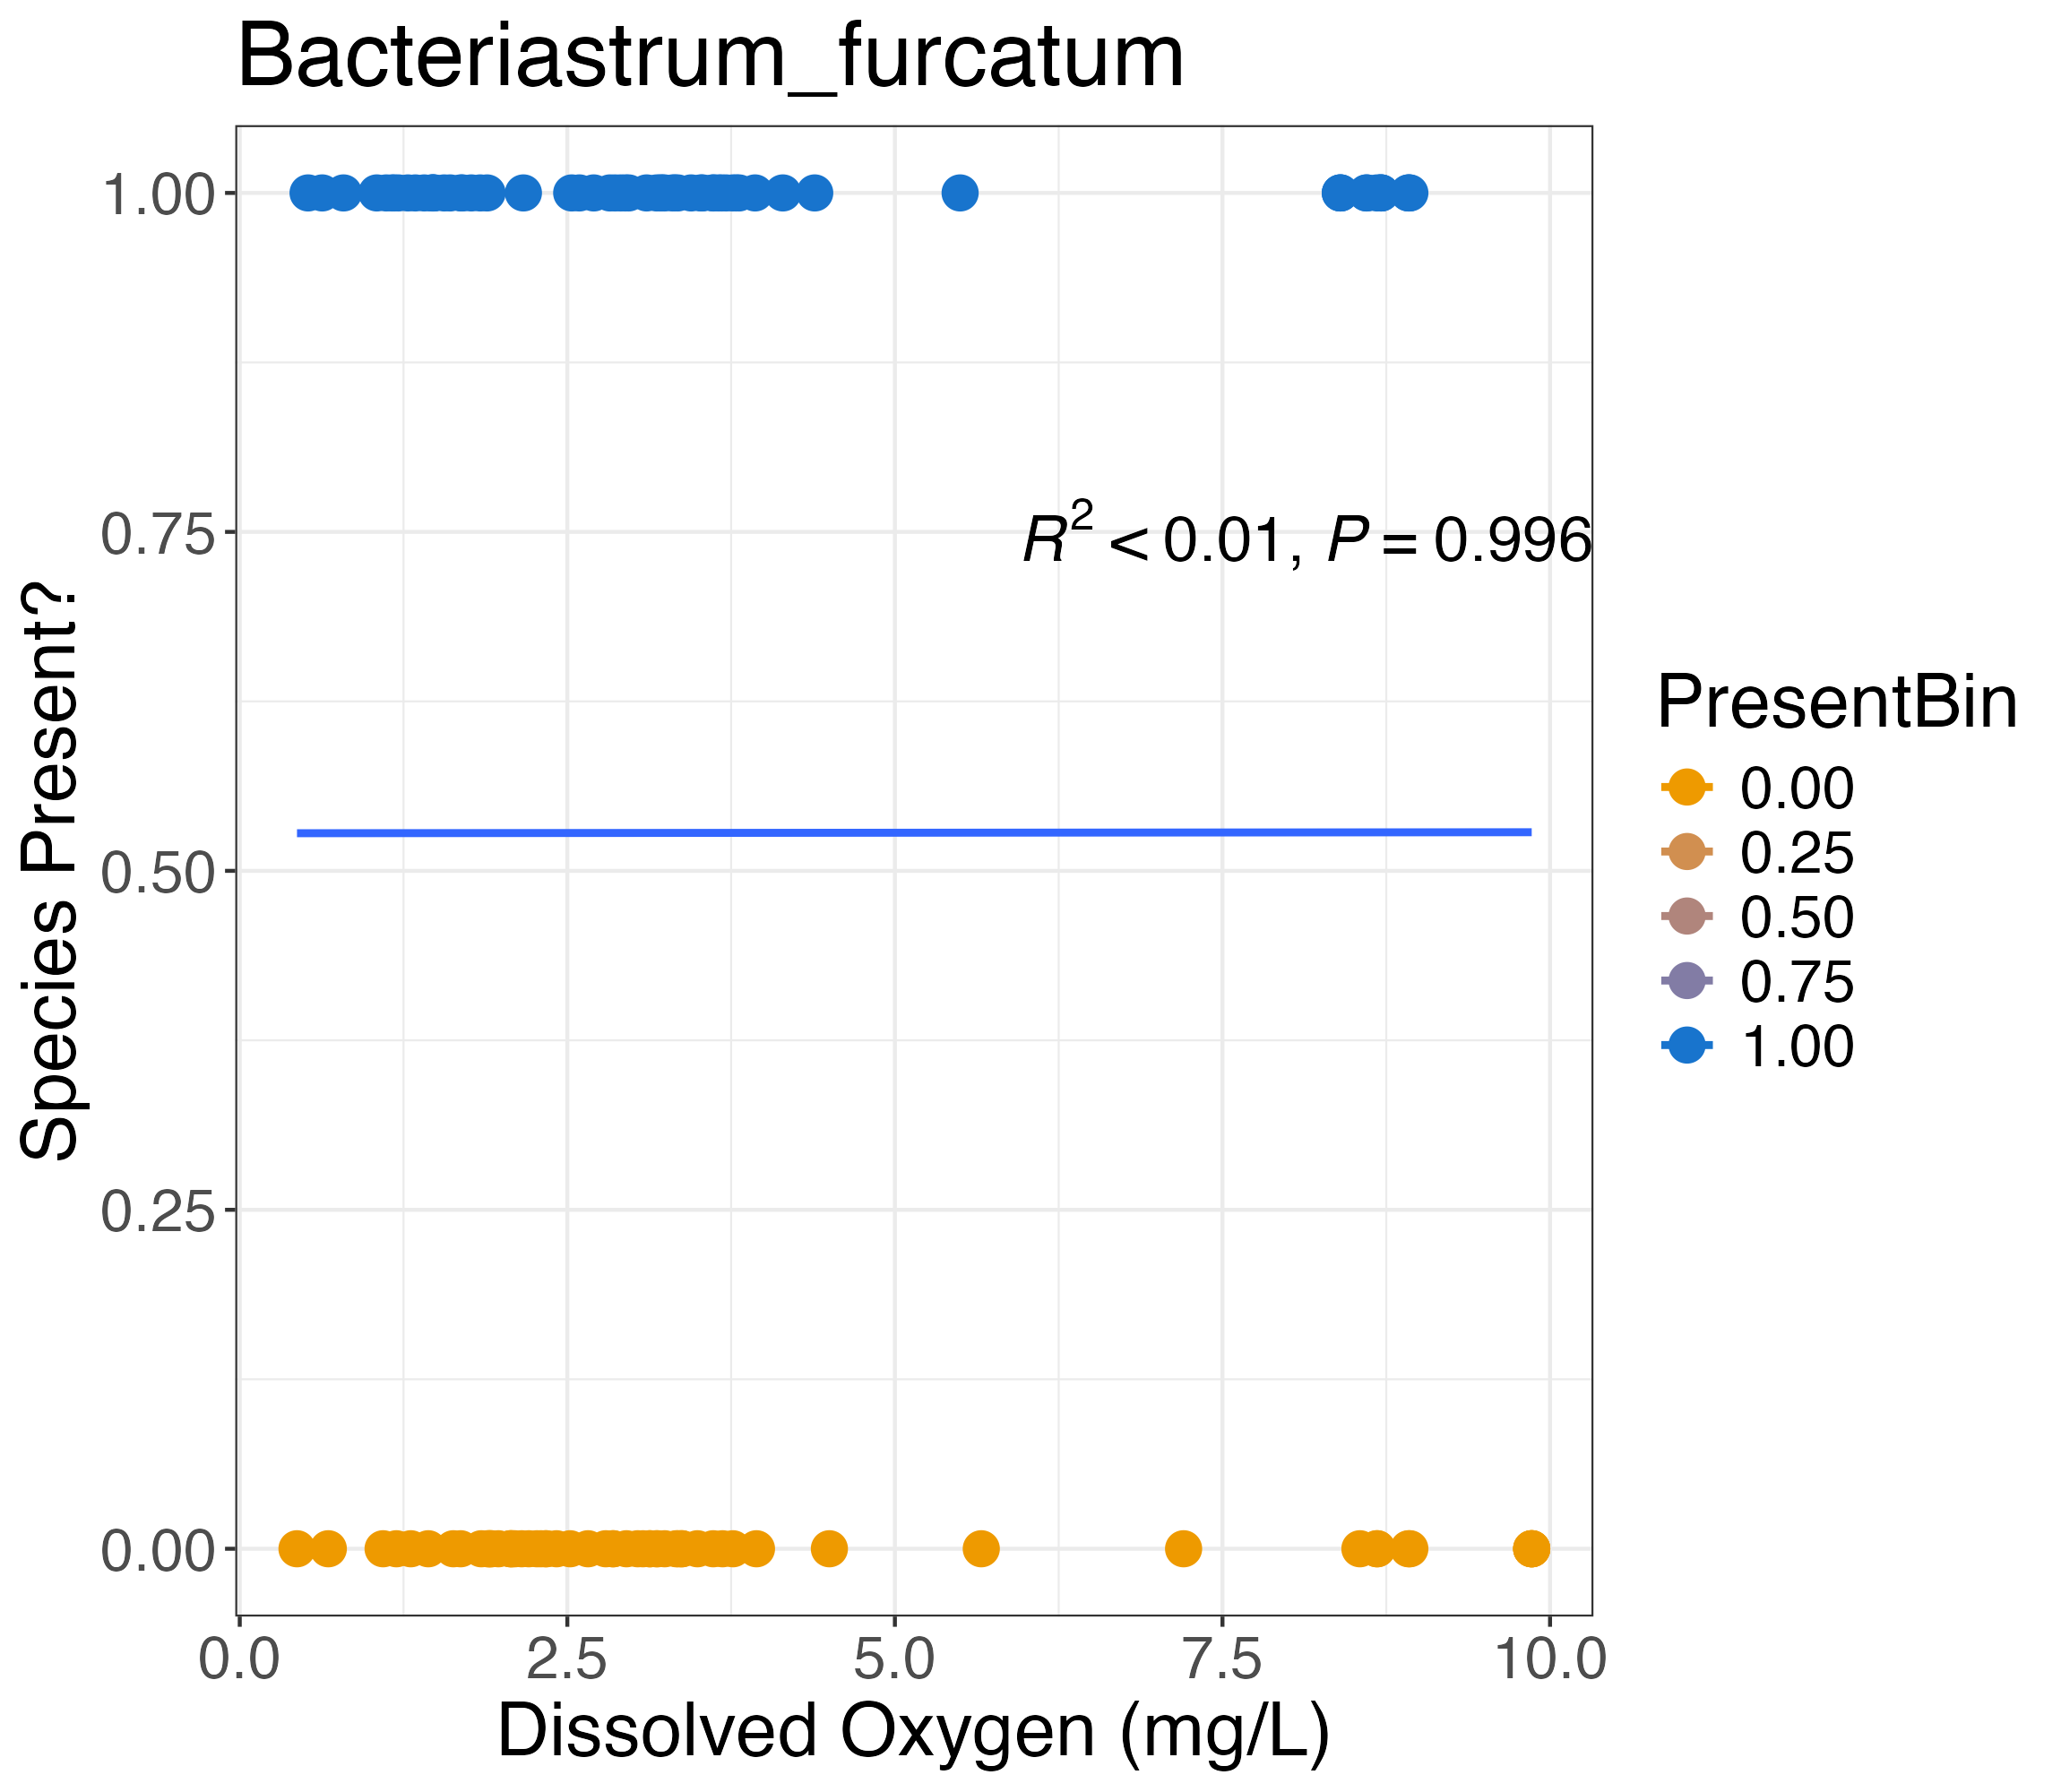 Bacteriastrum_furcatum
1.00
0.75
0.50
0.25
0.00
Species Present?
R² < 0.01, P = 0.996
0.0 2.5 5.0 7.5 10.0
Dissolved Oxygen (mg/L)
PresentBin
0.00
0.25
0.50
0.75
1.00